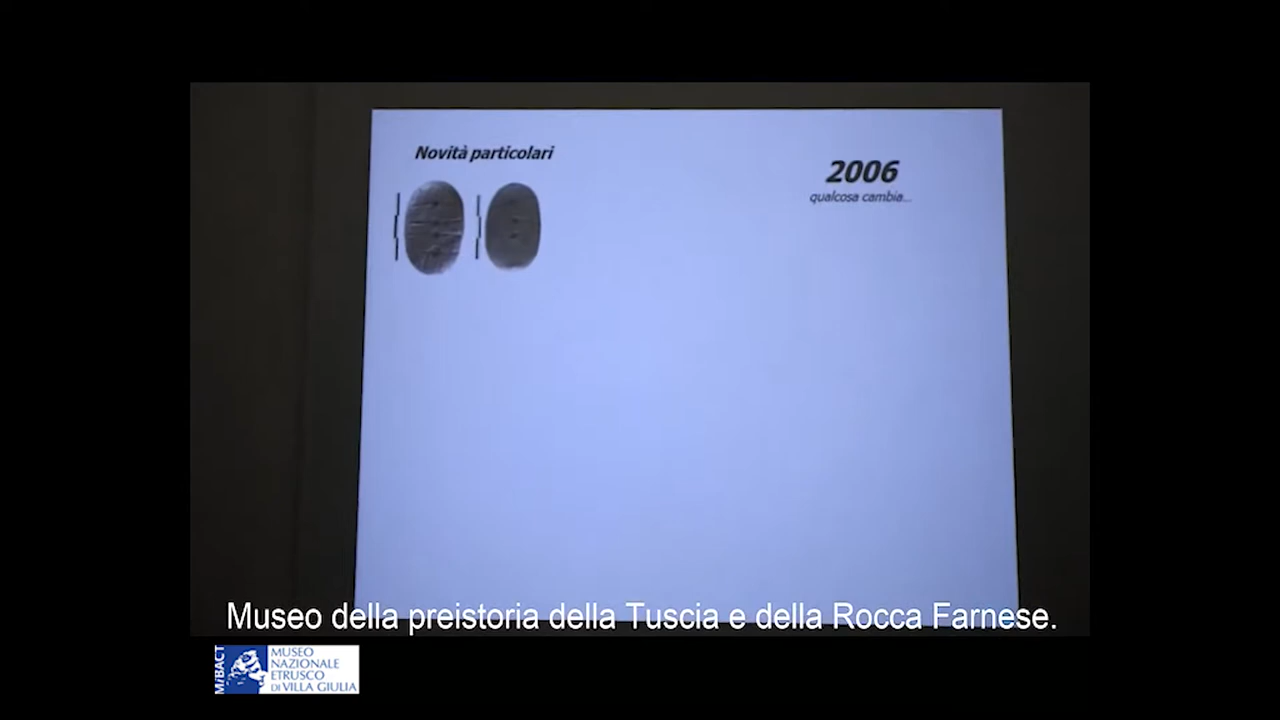 Novità particolari
2006
qualcosa cambia...
Museo della preistoria della Tuscia e della Rocca Farnese.
MiBACT
MUSEO
NAZIONALE
ETRUSCO
DI VILLA GIULIA